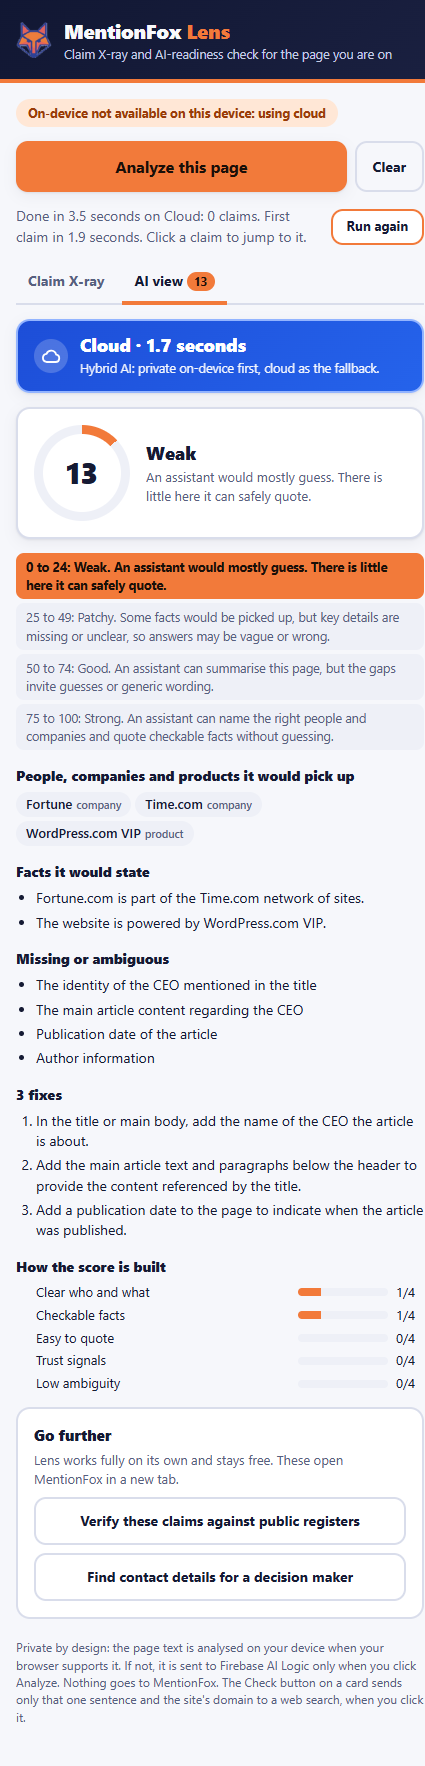 MentionFox Lens
Claim X-ray and AI-readiness check for the page you are on
On-device not available on this device: using cloud
Analyze this page
Clear
Done in 3.5 seconds on Cloud: 0 claims. First
claim in 1.9 seconds. Click a claim to jump to it.
Run again
Claim X-ray
AI view 13
Cloud · 1.7 seconds
Hybrid AI: private on-device first, cloud as the fallback.
13
Weak
An assistant would mostly guess. There is
little here it can safely quote.
0 to 24: Weak. An assistant would mostly guess. There is little
here it can safely quote.
25 to 49: Patchy. Some facts would be picked up, but key details are
missing or unclear, so answers may be vague or wrong.
50 to 74: Good. An assistant can summarise this page, but the gaps
invite guesses or generic wording.
75 to 100: Strong. An assistant can name the right people and
companies and quote checkable facts without guessing.
People, companies and products it would pick up
Fortune company
Time.com company
WordPress.com VIP product
Facts it would state
• Fortune.com is part of the Time.com network of sites.
• The website is powered by WordPress.com VIP.
Missing or ambiguous
• The identity of the CEO mentioned in the title
• The main article content regarding the CEO
• Publication date of the article
• Author information
3 fixes
1. In the title or main body, add the name of the CEO the article
is about.
2. Add the main article text and paragraphs below the header to
provide the content referenced by the title.
3. Add a publication date to the page to indicate when the article
was published.
How the score is built
Clear who and what 1/4
Checkable facts 1/4
Easy to quote 0/4
Trust signals 0/4
Low ambiguity 0/4
Go further
Lens works fully on its own and stays free. These open
MentionFox in a new tab.
Verify these claims against public registers
Find contact details for a decision maker
Private by design: the page text is analysed on your device when your
browser supports it. If not, it is sent to Firebase AI Logic only when you click
Analyze. Nothing goes to MentionFox. The Check button on a card sends
only that one sentence and the site's domain to a web search, when you click
it.